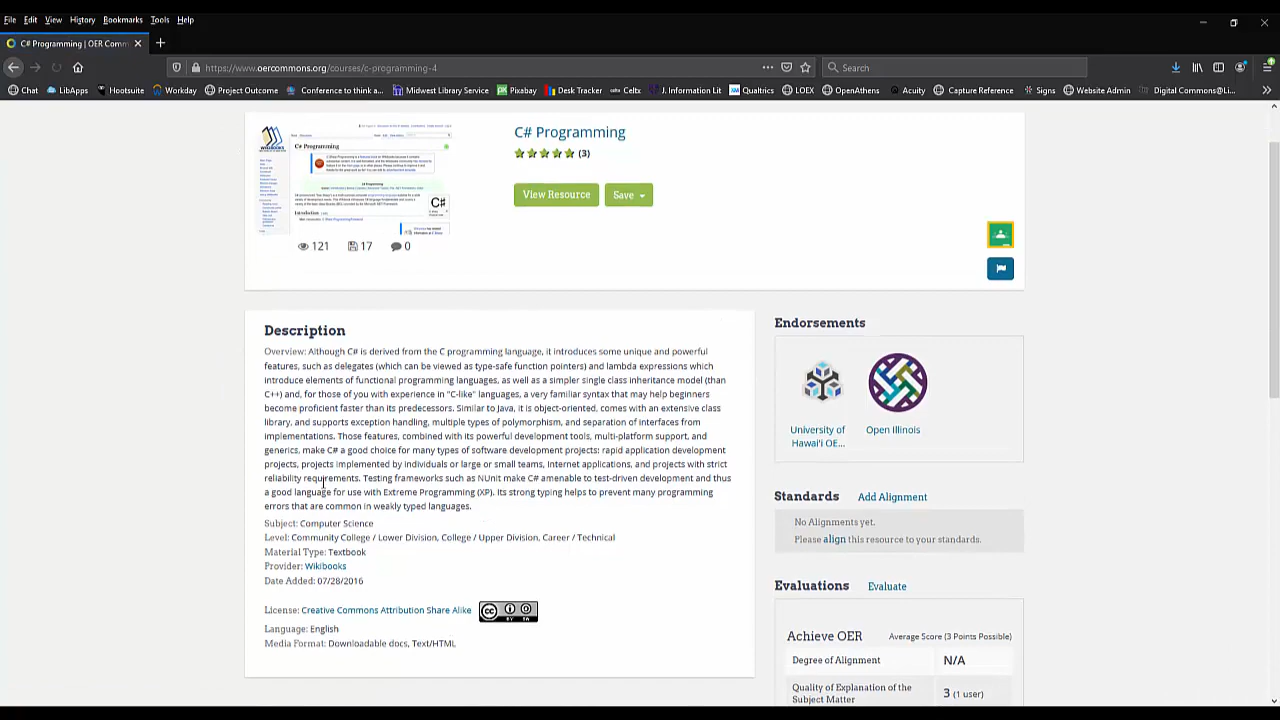 File Edit View History Bookmarks Tools Help
C# Programming | OER Comm
https://www.oercommons.org/courses/c-programming-4
Search
Chat LibApps Hootsuite Workday Project Outcome Conference to think a... Midwest Library Service Pixabay Desk Tracker Celtx J. Information Lit Qualtrics LOEX OpenAthens Acuity Capture Reference Signs Website Admin Digital Commons@Li...
WIKIBOOKS
C# Programming
C#
C# Programming
(3)
View Resource Save
121 17 0
Description
Overview: Although C# is derived from the C programming language, it introduces some unique and powerful
features, such as delegates (which can be viewed as type-safe function pointers) and lambda expressions which
introduce elements of functional programming languages, as well as a simpler single class inheritance model (than
C++) and, for those of you with experience in "C-like" languages, a very familiar syntax that may help beginners
become proficient faster than its predecessors. Similar to Java, it is object-oriented, comes with an extensive class
library, and supports exception handling, multiple types of polymorphism, and separation of interfaces from
implementations. Those features, combined with its powerful development tools, multi-platform support, and
generics, make C# a good choice for many types of software development projects: rapid application development
projects, projects implemented by individuals or large or small teams, Internet applications, and projects with strict
reliability requirements. Testing frameworks such as NUnit make C# amenable to test-driven development and thus
a good language for use with Extreme Programming (XP). Its strong typing helps to prevent many programming
errors that are common in weakly typed languages.
Subject: Computer Science
Level: Community College / Lower Division, College / Upper Division, Career / Technical
Material Type: Textbook
Provider: Wikibooks
Date Added: 07/28/2016
License: Creative Commons Attribution Share Alike
cc BY SA
Language: English
Media Format: Downloadable docs, Text/HTML
Endorsements
University of
Hawai'i OE...
Open Illinois
Standards Add Alignment
No Alignments yet.
Please align this resource to your standards.
Evaluations Evaluate
Achieve OER Average Score (3 Points Possible)
Degree of Alignment N/A
Quality of Explanation of the
Subject Matter
3 (1 user)